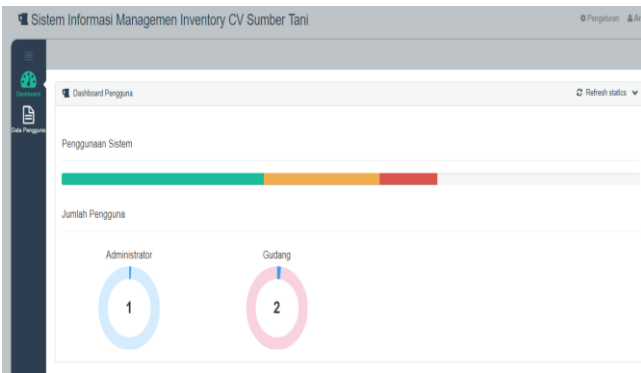 Sistem Informasi Managemen Inventory CV Sumber Tani
Pengaturan
Dashboard
Data Pengguna
Dashboard Pengguna
Refresh statics
Penggunaan Sistem
Jumlah Pengguna
Administrator
Gudang
1
2